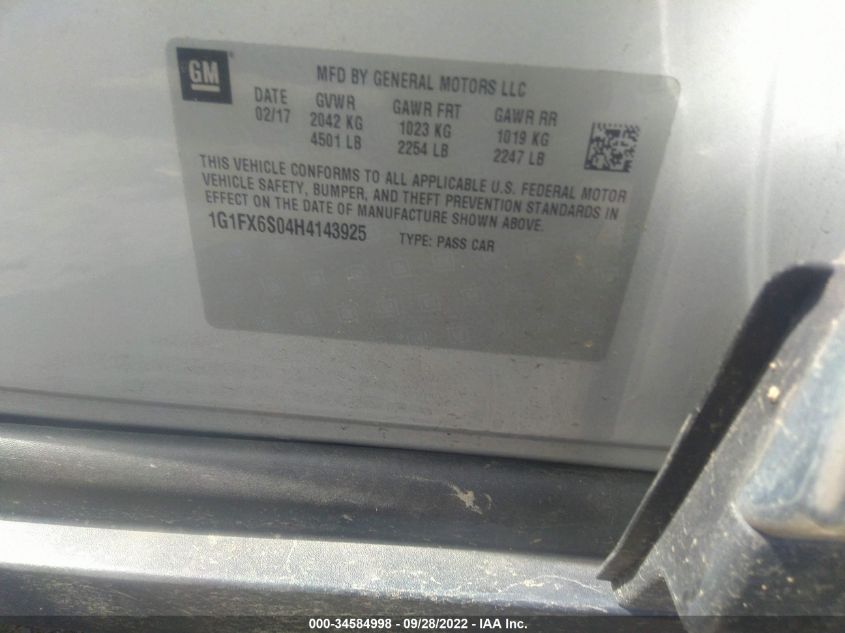 GM
MFD BY GENERAL MOTORS LLC
DATE GVWR GAWR FRT GAWR RR
02/17 2042 KG 1023 KG 1019 KG
4501 LB 2254 LB 2247 LB
THIS VEHICLE CONFORMS TO ALL APPLICABLE U.S. FEDERAL MOTOR
VEHICLE SAFETY, BUMPER, AND THEFT PREVENTION STANDARDS IN
EFFECT ON THE DATE OF MANUFACTURE SHOWN ABOVE.
1G1FX6S04H4143925 TYPE: PASS CAR
000-34584998 - 09/28/2022 - IAA Inc.